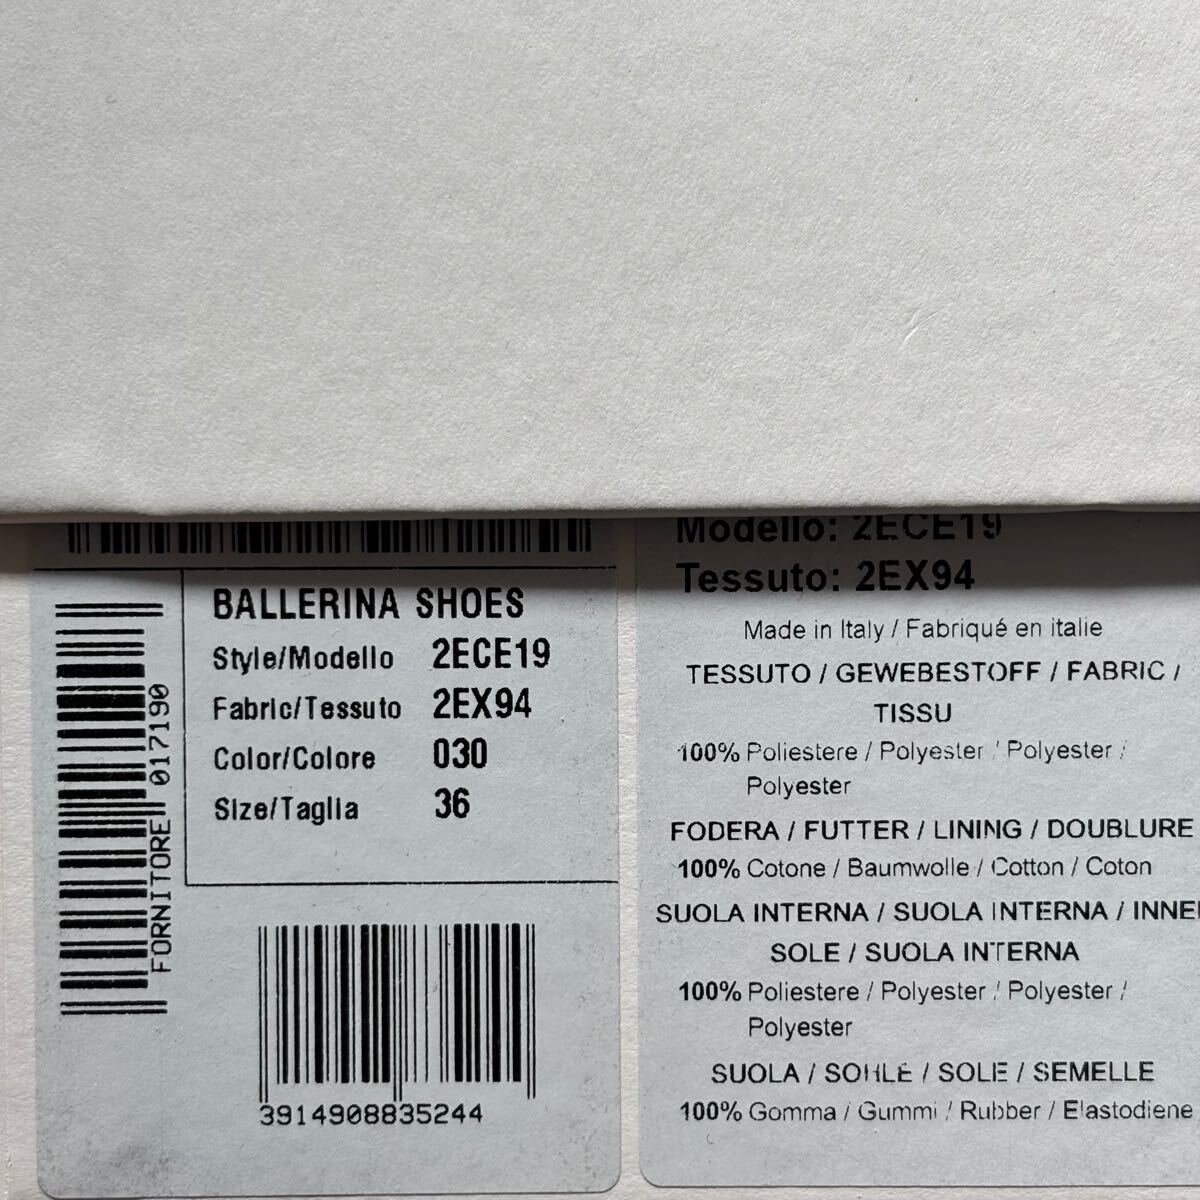 BALLERINA SHOES
Style/Modello 2ECE19
Fabric/Tessuto 2EX94
Color/Colore 030
Size/Taglia 36
FORNITORE 017190
3914908835244
Modello: 2ECE19
Tessuto: 2EX94
Made in Italy / Fabriqué en italie
TESSUTO / GEWEBESTOFF / FABRIC /
TISSU
100% Poliestere / Polyester / Polyester /
Polyester
FODERA / FUTTER / LINING / DOUBLURE
100% Cotone / Baumwolle / Cotton / Coton
SUOLA INTERNA / SUOLA INTERNA / INNER
SOLE / SUOLA INTERNA
100% Poliestere / Polyester / Polyester /
Polyester
SUOLA / SOHLE / SOLE / SEMELLE
100% Gomma / Gummi / Rubber / Elastodiene